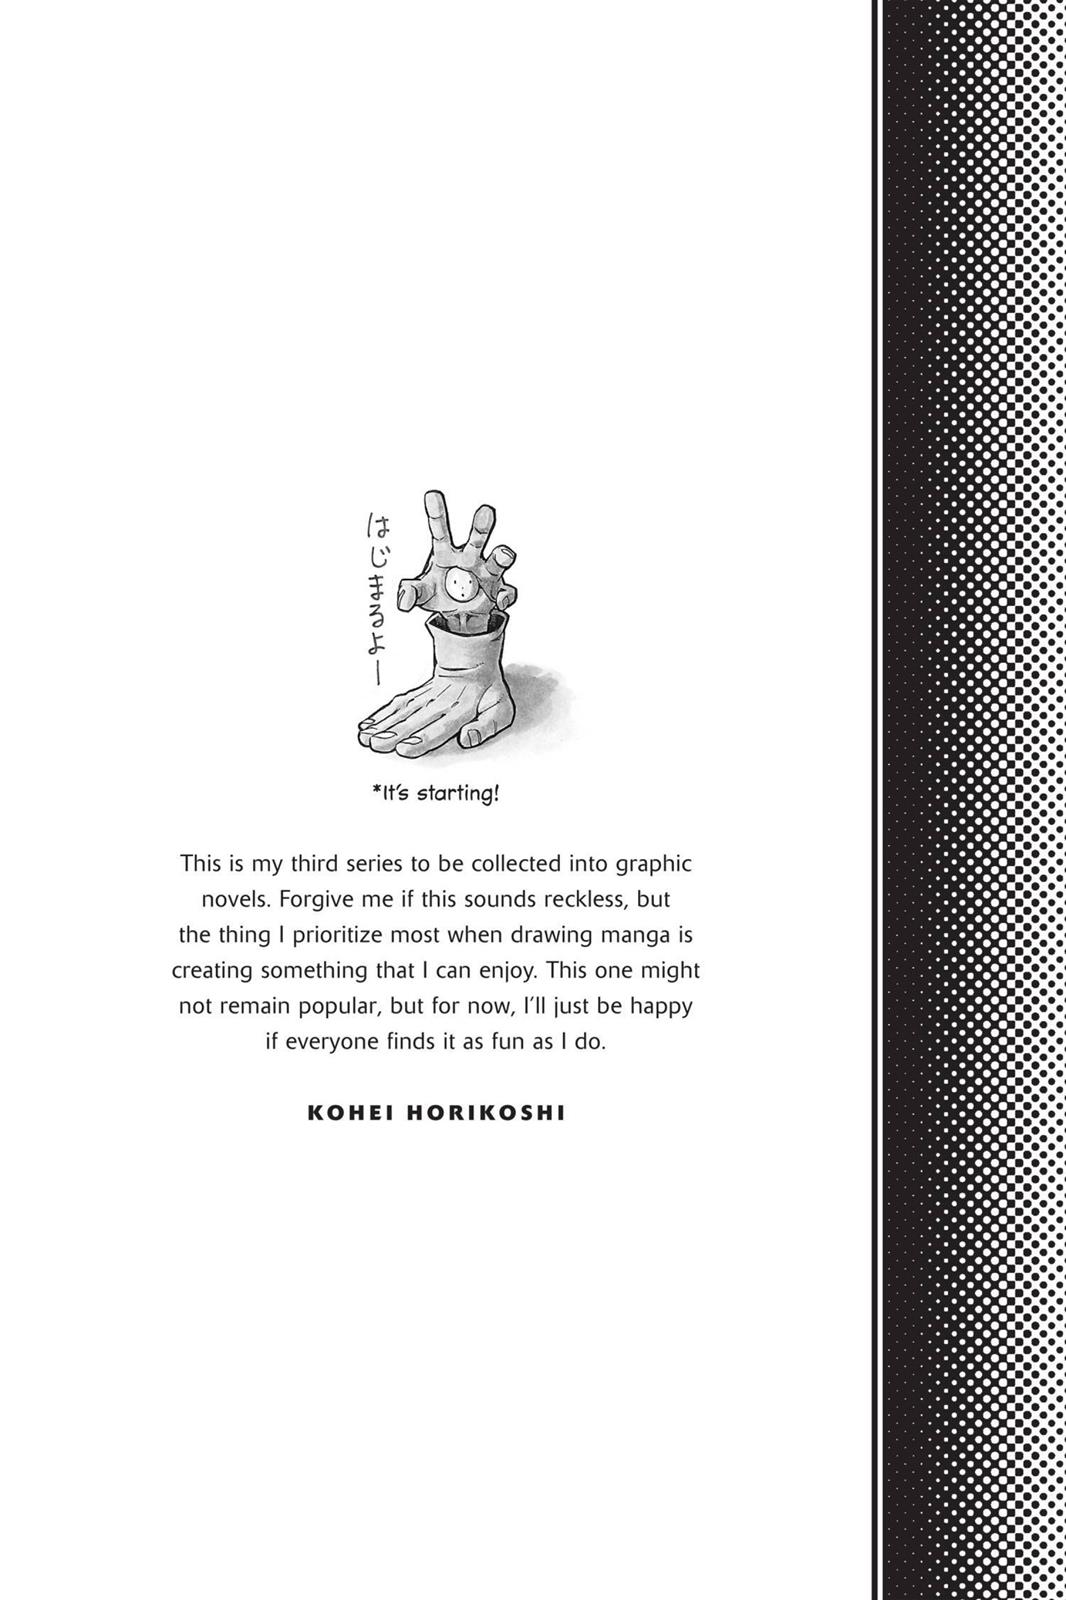 はじまるよー
*It's starting!
This is my third series to be collected into graphic
novels. Forgive me if this sounds reckless, but
the thing I prioritize most when drawing manga is
creating something that I can enjoy. This one might
not remain popular, but for now, I'll just be happy
if everyone finds it as fun as I do.
KOHEI HORIKOSHI